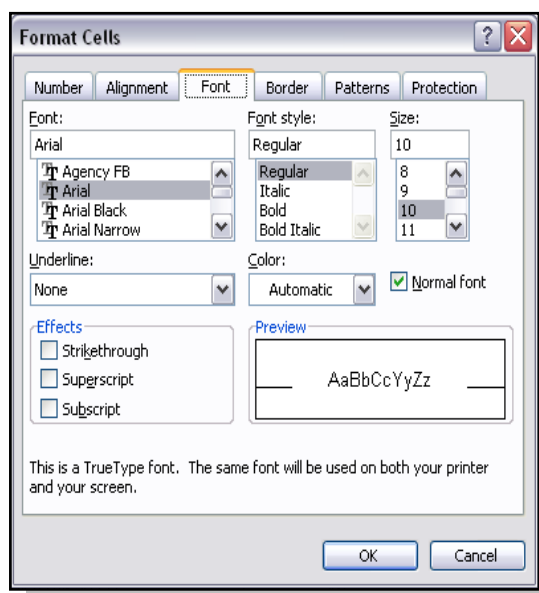 Format Cells
Number Alignment Font Border Patterns Protection
Font: Font style: Size:
Arial Regular 10
Agency FB Regular 8
Arial Italic 9
Arial Black Bold 10
Arial Narrow Bold Italic 11
Underline: Color:
None Automatic Normal font
Effects Preview
Strikethrough
Superscript AaBbCcYyZz
Subscript
This is a TrueType font. The same font will be used on both your printer
and your screen.
OK Cancel